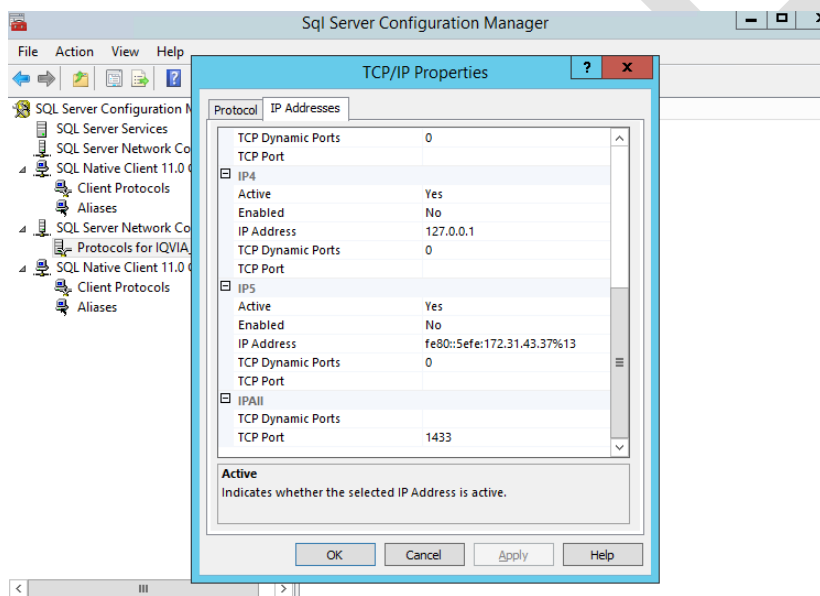 Sql Server Configuration Manager
File Action View Help
TCP/IP Properties
? x
SQL Server Configuration M
SQL Server Services
SQL Server Network Co
SQL Native Client 11.0
Client Protocols
Aliases
SQL Server Network Co
Protocols for IQVIA_
SQL Native Client 11.0
Client Protocols
Aliases
Protocol IP Addresses
TCP Dynamic Ports 0
TCP Port
IP4
Active Yes
Enabled No
IP Address 127.0.0.1
TCP Dynamic Ports 0
TCP Port
IP5
Active Yes
Enabled No
IP Address fe80::5efe:172.31.43.37%13
TCP Dynamic Ports 0
TCP Port
IPAll
TCP Dynamic Ports
TCP Port 1433
Active
Indicates whether the selected IP Address is active.
OK Cancel Apply Help